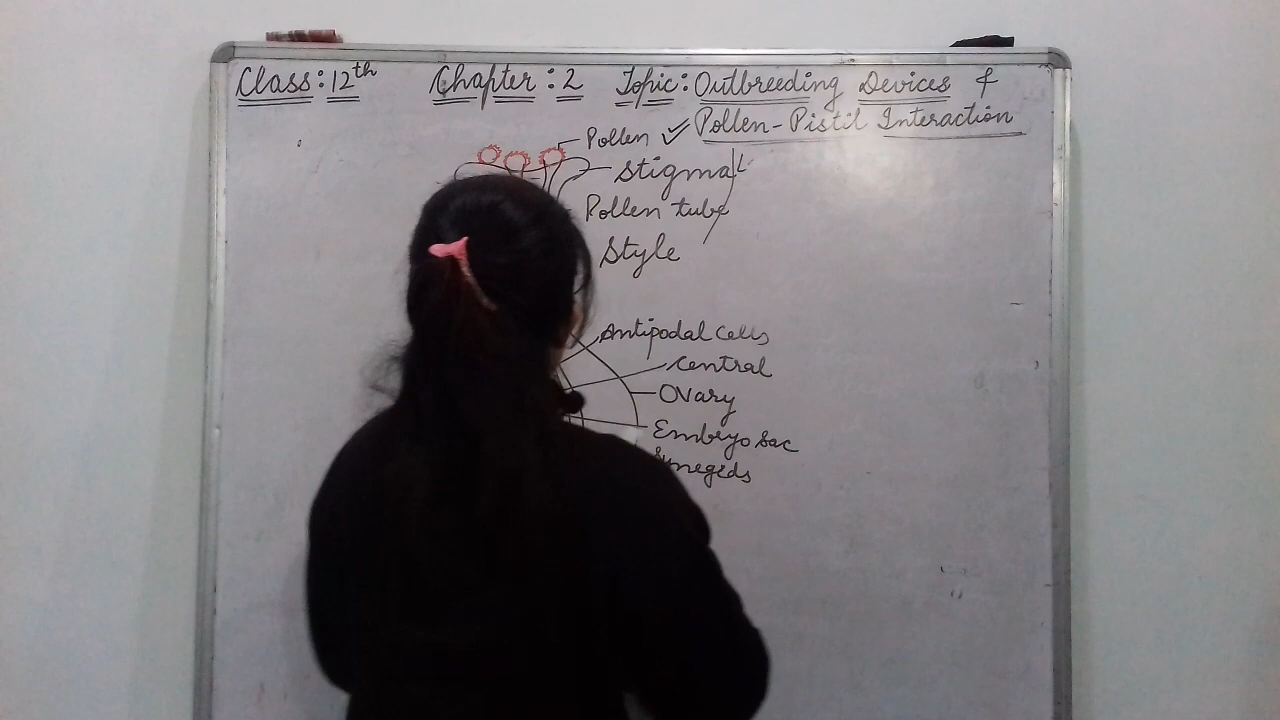 Class: 12th Chapter: 2 Topic: Outbreeding Devices &
Pollen-Pistil Interaction
Pollen
Stigma
Pollen tube
Style
Antipodal cells
Central
Ovary
Embryo sac